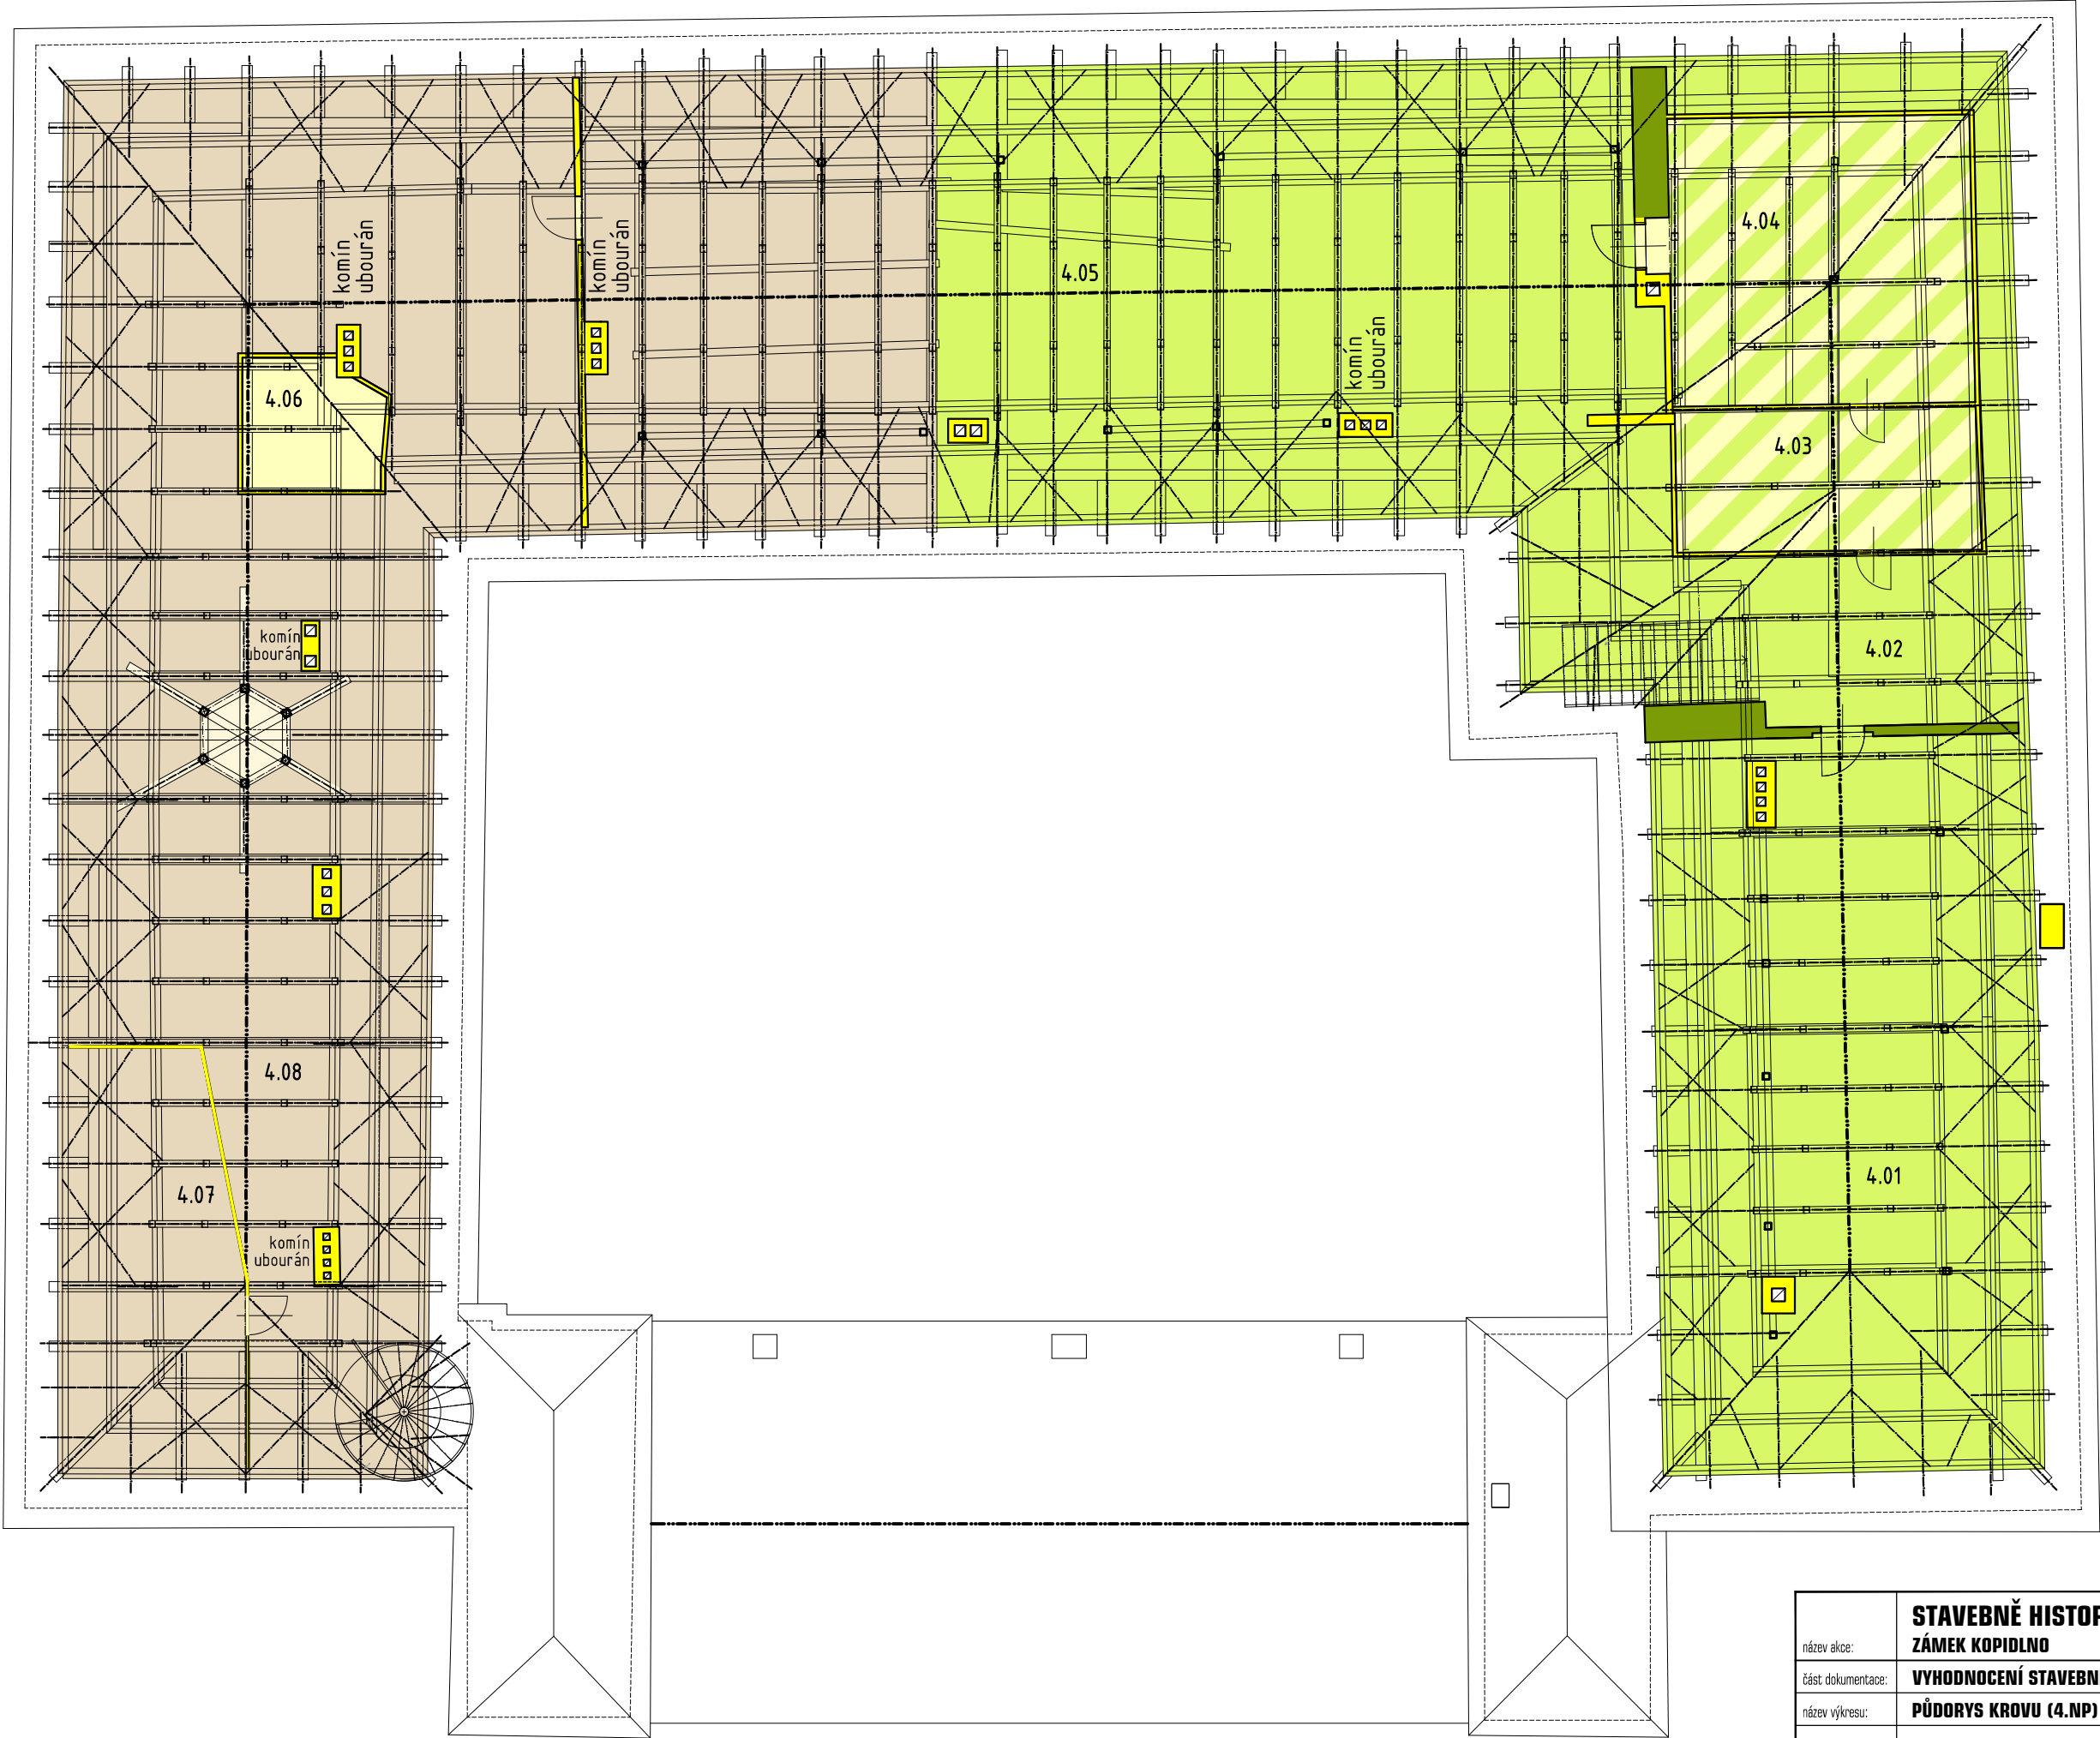 komín
ubourán
komín
ubourán
4.04
4.05
komín
ubourán
4.06
4.03
komín
ubourán
4.02
4.08
4.07
4.01
komín
ubourán
STAVEBNĚ HISTOR
název akce: ZÁMEK KOPIDLNO
část dokumentace: VYHODNOCENÍ STAVEBN
název výkresu: PŮDORYS KROVU (4.NP)